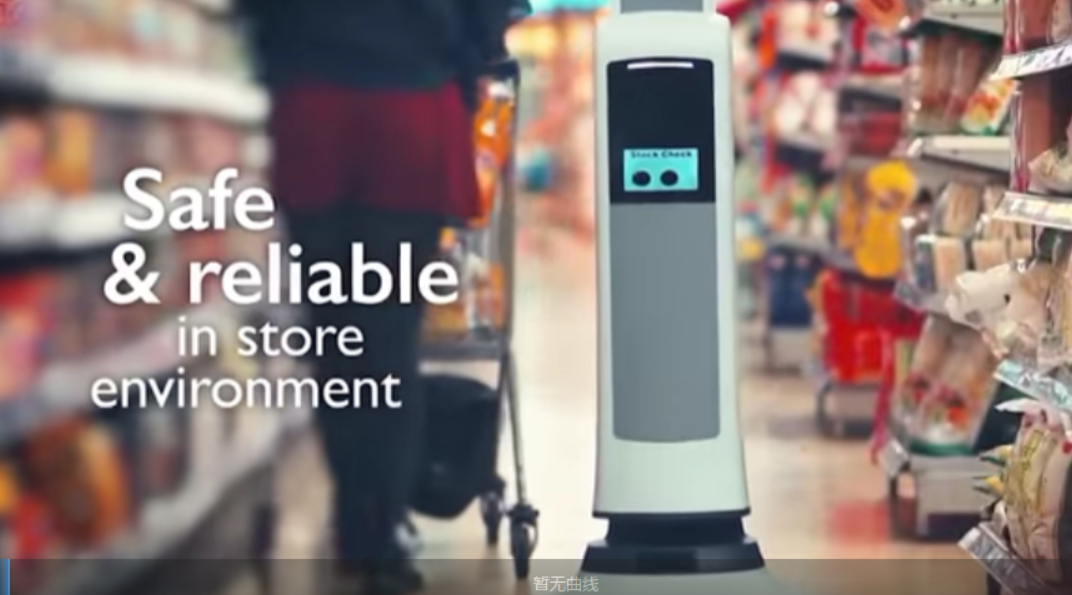 Safe
& reliable
in store
environment
Stock Check
暂无曲线